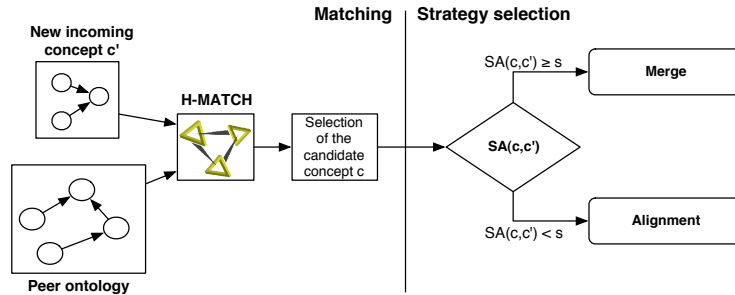 Matching
Strategy selection
New incoming
concept c'
H-MATCH
Selection
of the
candidate
concept c
Peer ontology
SA(c,c') ≥ s
SA(c,c')
SA(c,c') < s
Merge
Alignment